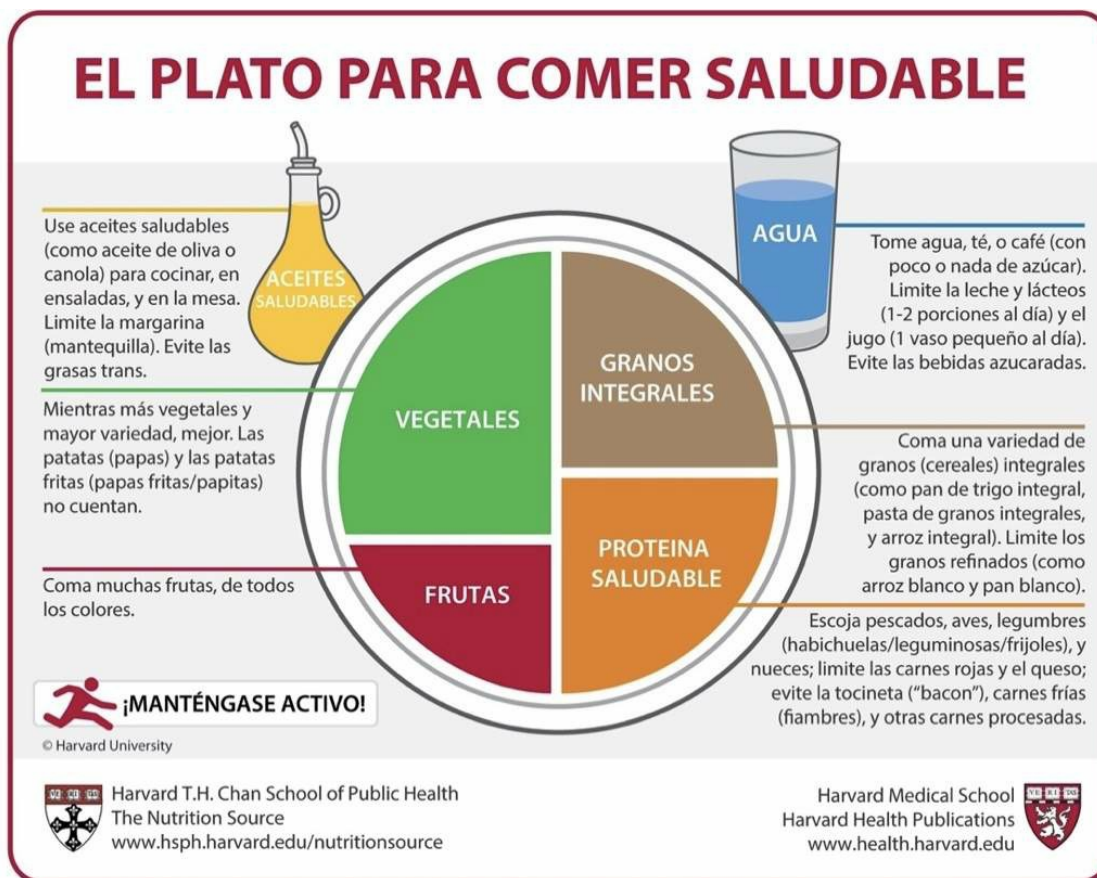 EL PLATO PARA COMER SALUDABLE
Use aceites saludables
(como aceite de oliva o
canola) para cocinar, en
ensaladas, y en la mesa.
Limite la margarina
(mantequilla). Evite las
grasas trans.
ACEITES
SALUDABLES
Mientras más vegetales y
mayor variedad, mejor. Las
patatas (papas) y las patatas
fritas (papas fritas/papitas)
no cuentan.
Coma muchas frutas, de todos
los colores.
VEGETALES
FRUTAS
GRANOS
INTEGRALES
PROTEINA
SALUDABLE
AGUA
Tome agua, té, o café (con
poco o nada de azúcar).
Limite la leche y lácteos
(1-2 porciones al día) y el
jugo (1 vaso pequeño al día).
Evite las bebidas azucaradas.
Coma una variedad de
granos (cereales) integrales
(como pan de trigo integral,
pasta de granos integrales,
y arroz integral). Limite los
granos refinados (como
arroz blanco y pan blanco).
Escoja pescados, aves, legumbres
(habichuelas/leguminosas/frijoles), y
nueces; limite las carnes rojas y el queso;
evite la tocineta ("bacon"), carnes frías
(fiambres), y otras carnes procesadas.
¡MANTÉNGASE ACTIVO!
© Harvard University
Harvard T.H. Chan School of Public Health
The Nutrition Source
www.hsph.harvard.edu/nutritionsource
Harvard Medical School
Harvard Health Publications
www.health.harvard.edu
VE RI TAS
VE RI TAS